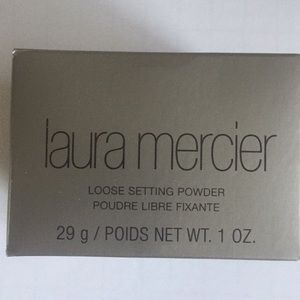 laura mercier
LOOSE SETTING POWDER
POUDRE LIBRE FIXANTE
29 g / POIDS NET WT. 1 OZ.